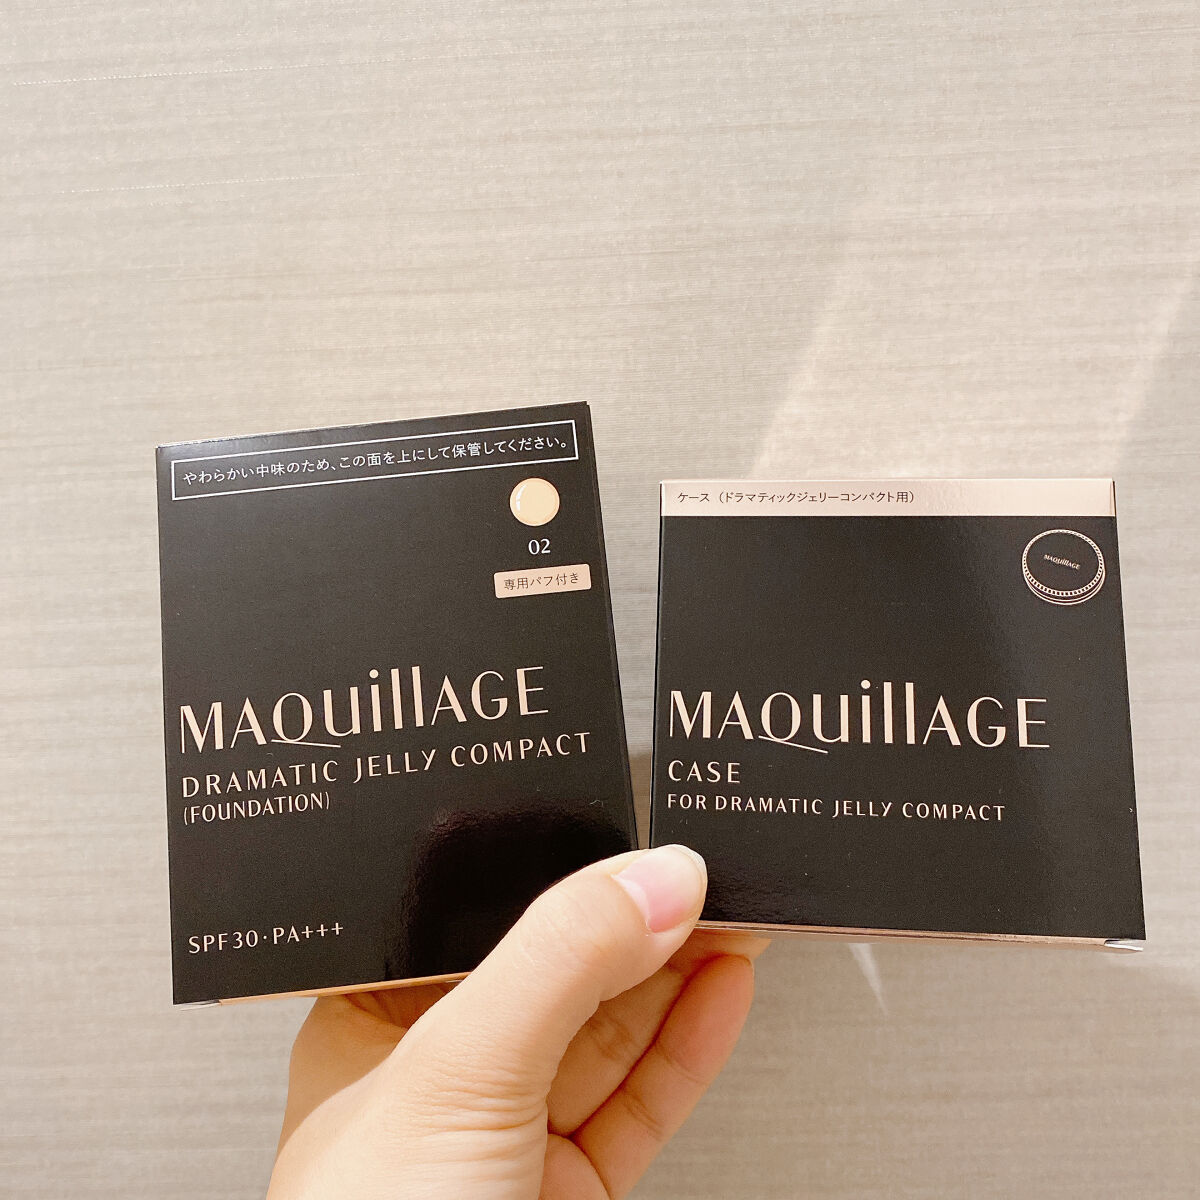 やわらかい中味のため、この面を上にして保管してください。
02
専用パフ付き
MAQuillAGE
DRAMATIC JELLY COMPACT
(FOUNDATION)
SPF30・PA+++
ケース（ドラマティックジェリーコンパクト用）
MAQuillAGE
MAQuillAGE
CASE
FOR DRAMATIC JELLY COMPACT